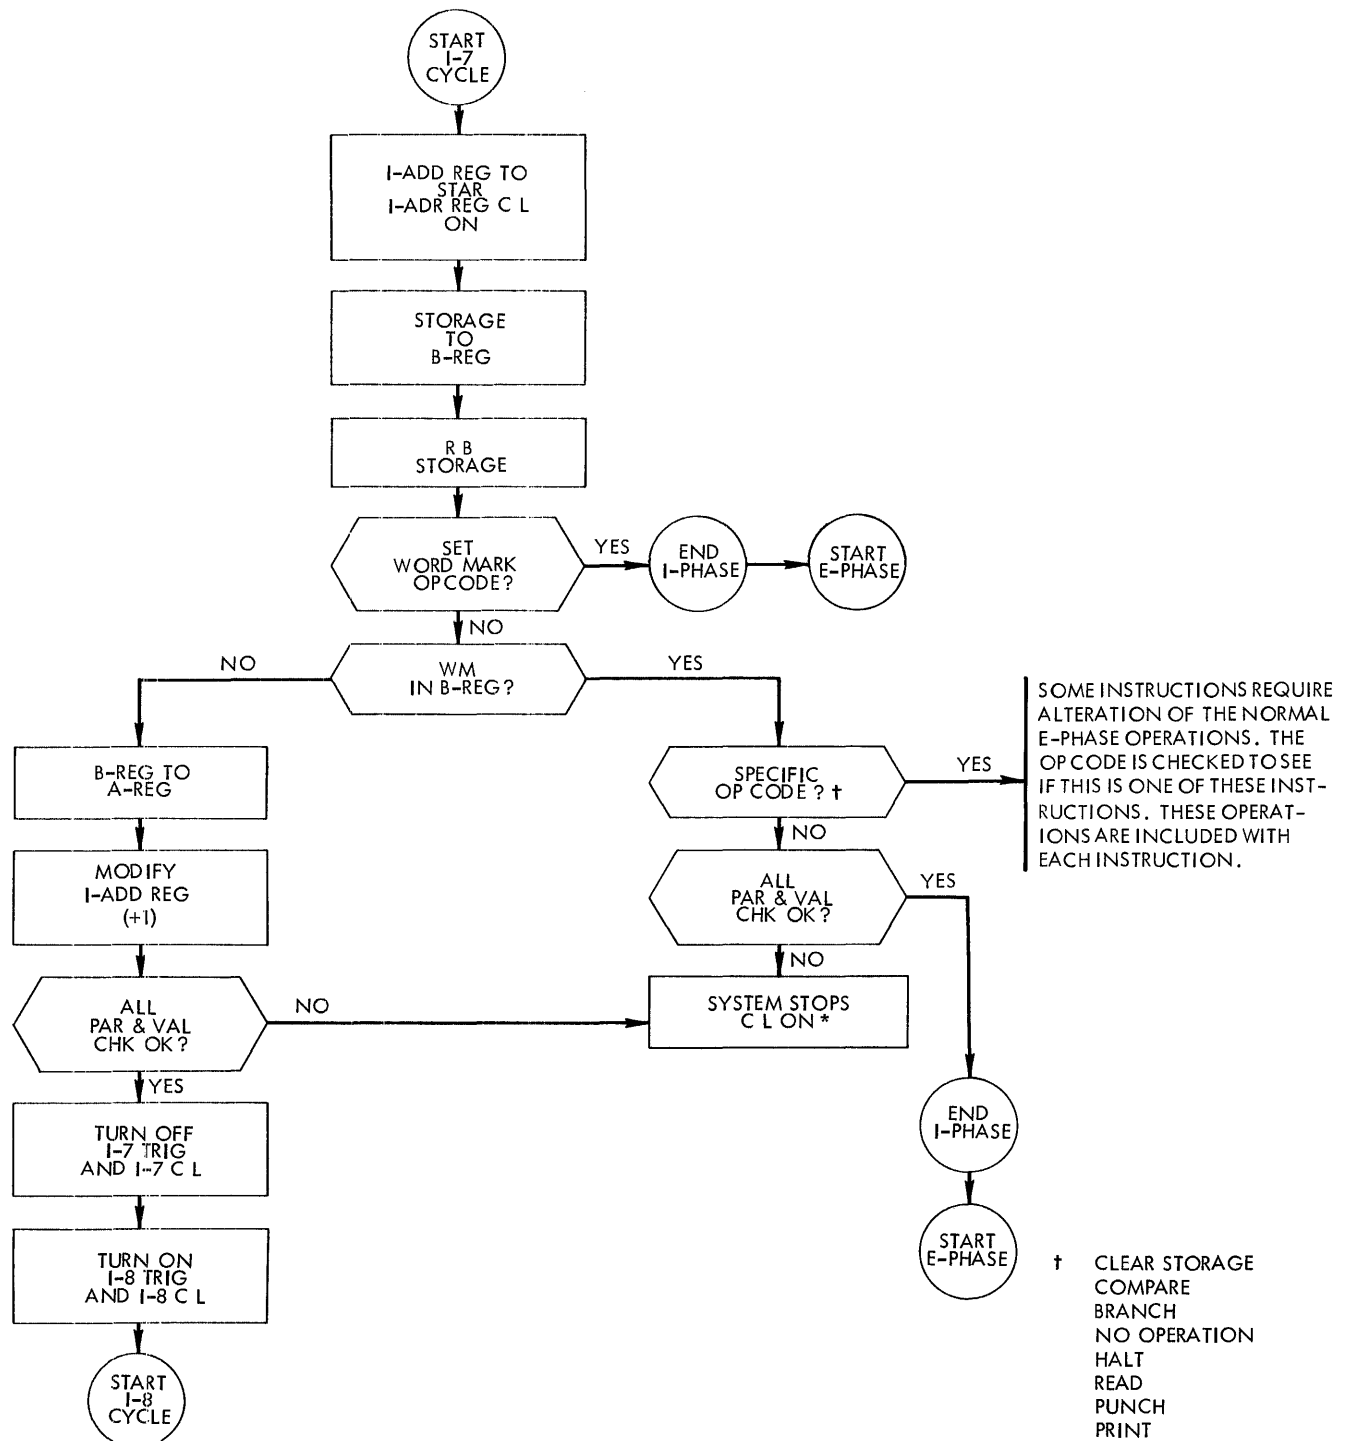 START
I-7
CYCLE
I-ADD REG TO
STAR
I-ADR REG C L
ON
STORAGE
TO
B-REG
R B
STORAGE
SET
WORD MARK
OP CODE?
YES
END
I-PHASE
START
E-PHASE
NO
WM
IN B-REG?
NO
YES
B-REG TO
A-REG
MODIFY
I-ADD REG
(+1)
ALL
PAR & VAL
CHK OK?
NO
YES
TURN OFF
I-7 TRIG
AND I-7 C L
TURN ON
I-8 TRIG
AND I-8 C L
START
I-8
CYCLE
SPECIFIC
OP CODE? †
YES
SOME INSTRUCTIONS REQUIRE
ALTERATION OF THE NORMAL
E-PHASE OPERATIONS. THE
OP CODE IS CHECKED TO SEE
IF THIS IS ONE OF THESE INST-
RUCTIONS. THESE OPERAT-
IONS ARE INCLUDED WITH
EACH INSTRUCTION.
NO
ALL
PAR & VAL
CHK OK?
YES
NO
SYSTEM STOPS
C L ON *
END
I-PHASE
START
E-PHASE
† CLEAR STORAGE
COMPARE
BRANCH
NO OPERATION
HALT
READ
PUNCH
PRINT